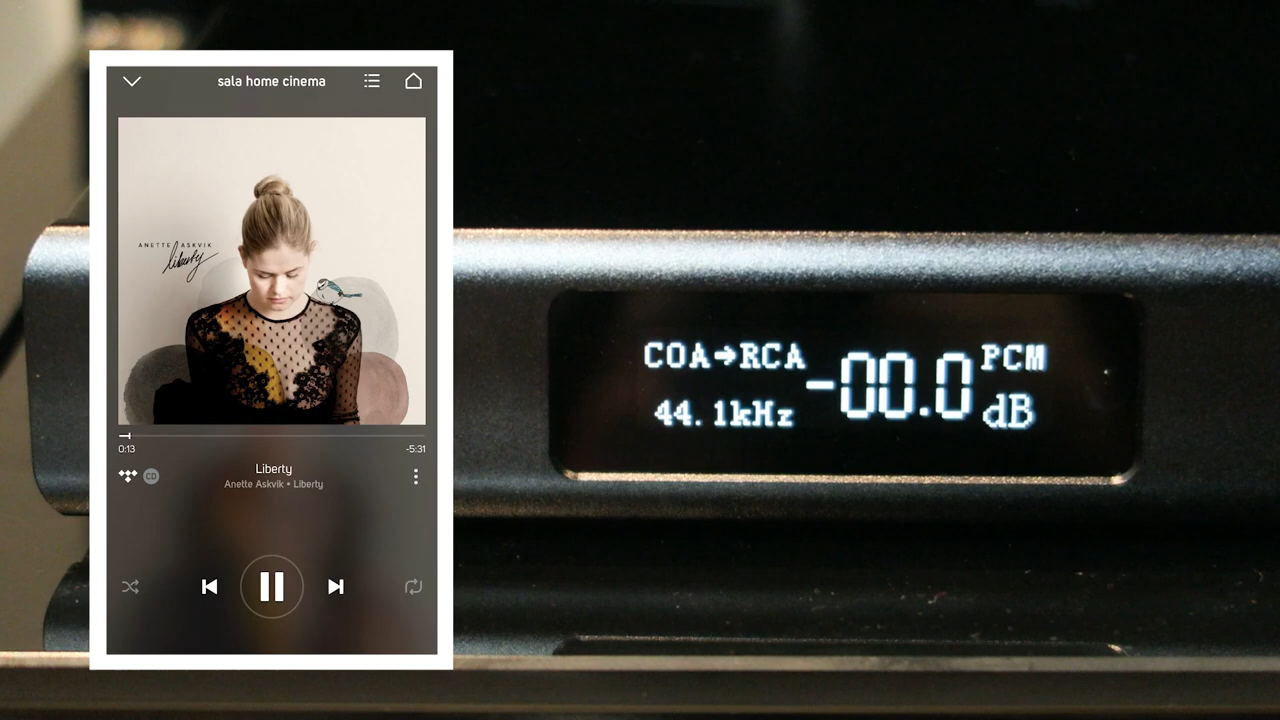 sala home cinema
ANETTE ASKVIK
liberty
0:13
-5:31
CD
Liberty
Anette Askvik • Liberty
COA→RCA
44.1kHz
-00.0
PCM
dB